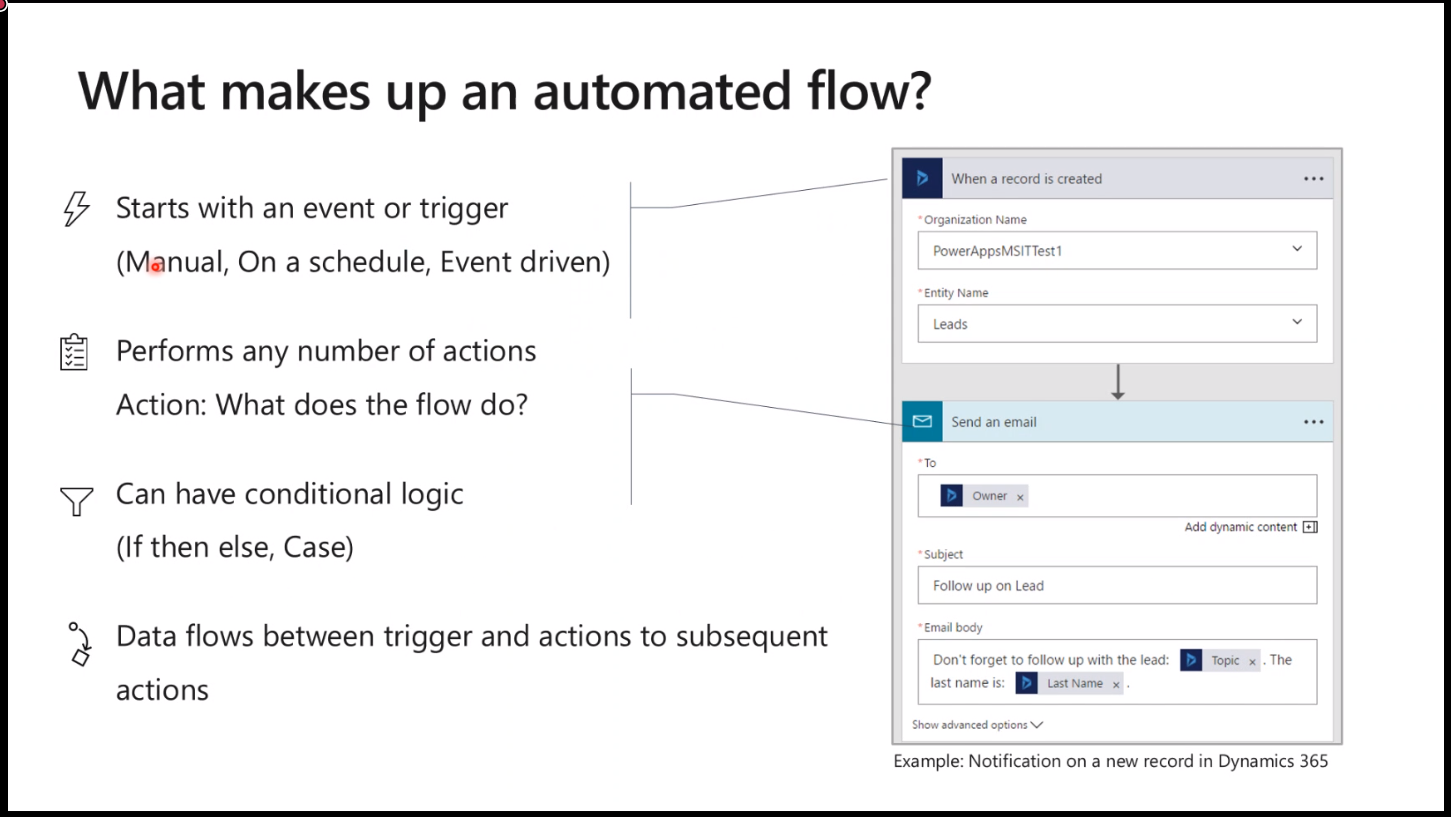 What makes up an automated flow?
Starts with an event or trigger
(Manual, On a schedule, Event driven)
Performs any number of actions
Action: What does the flow do?
Can have conditional logic
(If then else, Case)
Data flows between trigger and actions to subsequent
actions
When a record is created
*Organization Name
PowerAppsMSITTest1
*Entity Name
Leads
Send an email
*To
Owner ×
Add dynamic content
*Subject
Follow up on Lead
*Email body
Don't forget to follow up with the lead: Topic × . The
last name is: Last Name × .
Show advanced options
Example: Notification on a new record in Dynamics 365